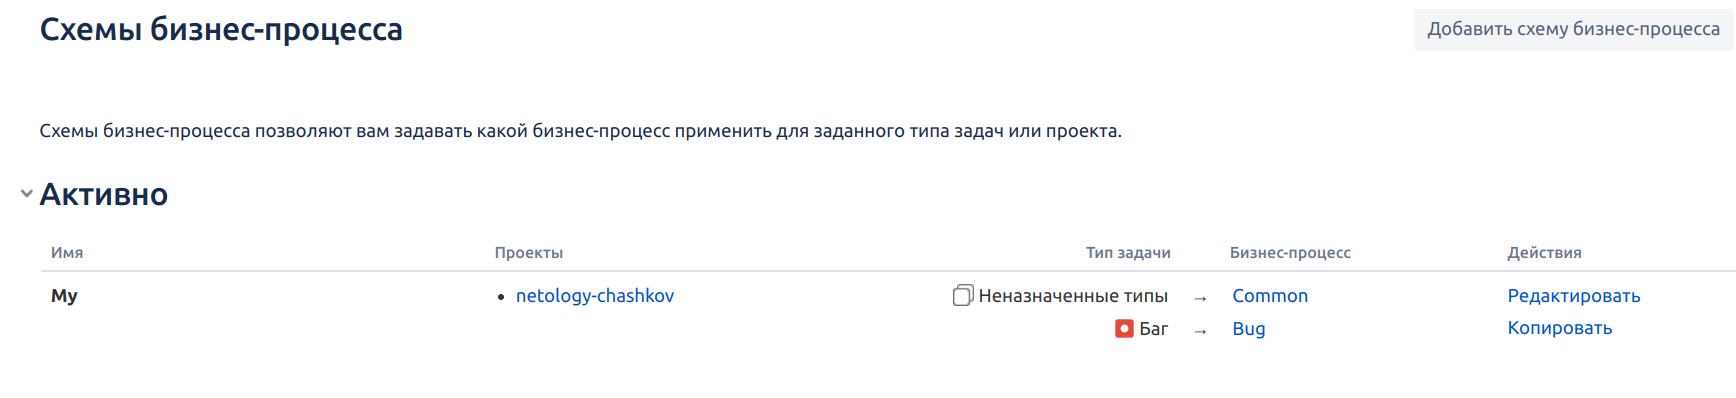 Схемы бизнес-процесса
Добавить схему бизнес-процесса
Схемы бизнес-процесса позволяют вам задавать какой бизнес-процесс применить для заданного типа задач или проекта.
Активно
Имя Проекты Тип задачи Бизнес-процесс Действия
My • netology-chashkov Неназначенные типы → Common Редактировать
Баг → Bug Копировать